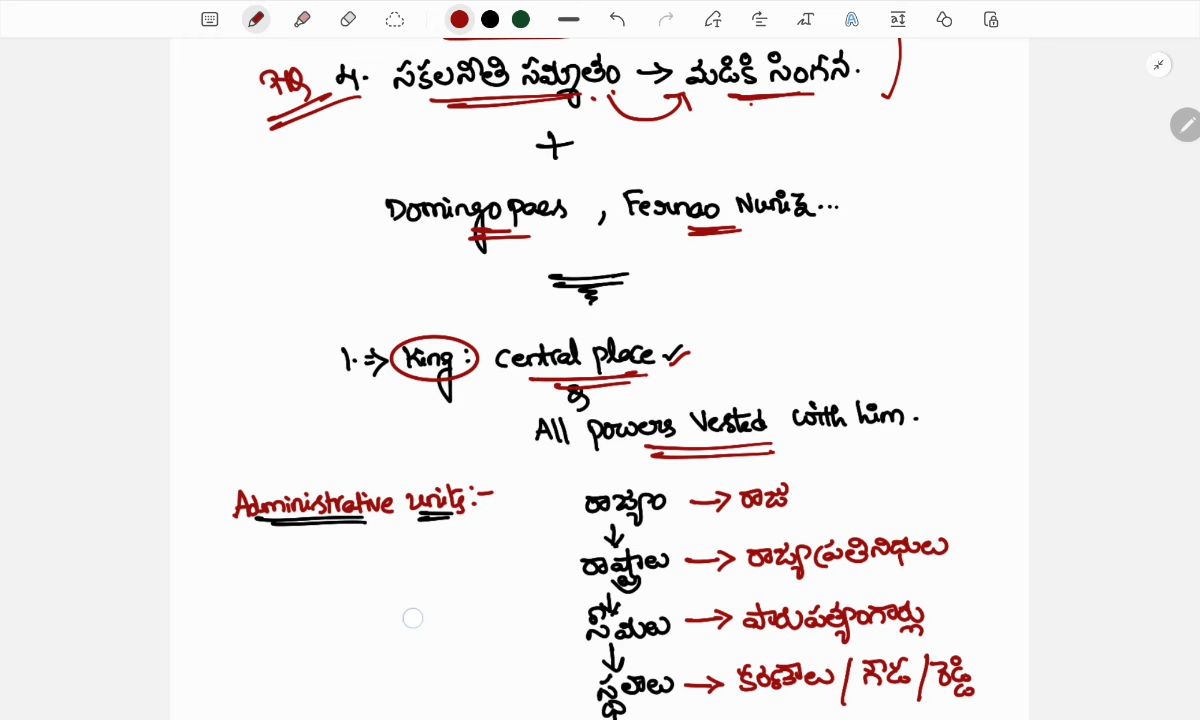 4. సకలనీతి సమ్మతం → మడికి సింగన.
+
Domingo paes , Fernao Nuniz...
1. ⇒ King : central place ✓
&
All powers vested with him.
Administrative units :-
రాజ్యం → రాజు
↓
రాష్ట్రాలు → రాజ్యప్రతినిధులు
↓
సీమలు → పారుపత్యంగార్లు
↓
స్థలాలు → కరణాలు / గౌడ / రెడ్డి